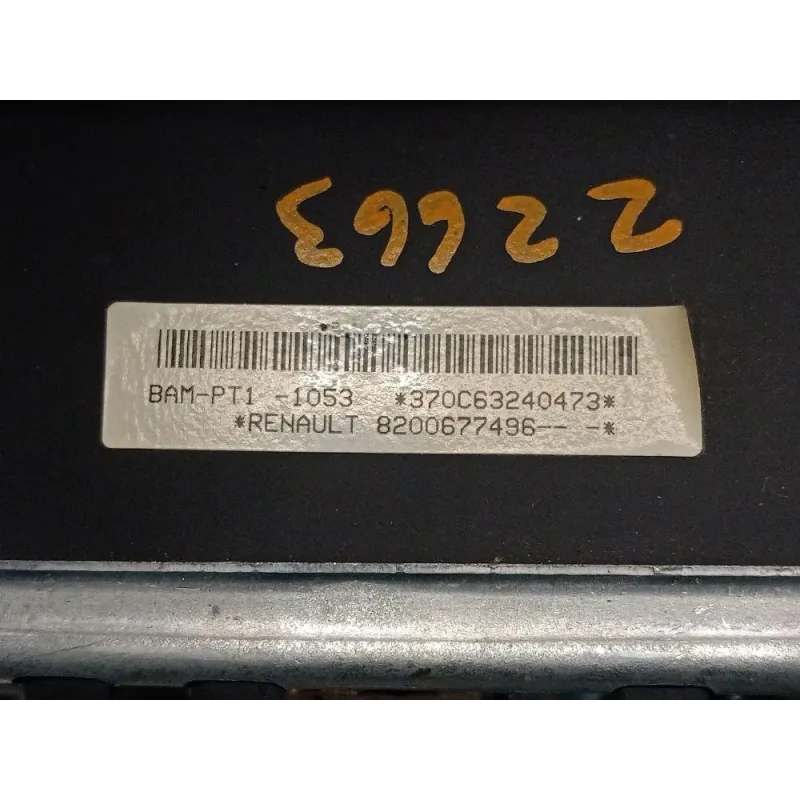 22663
BAM-PT1 -1053 *370C63240473*
*RENAULT 8200677496-- -*